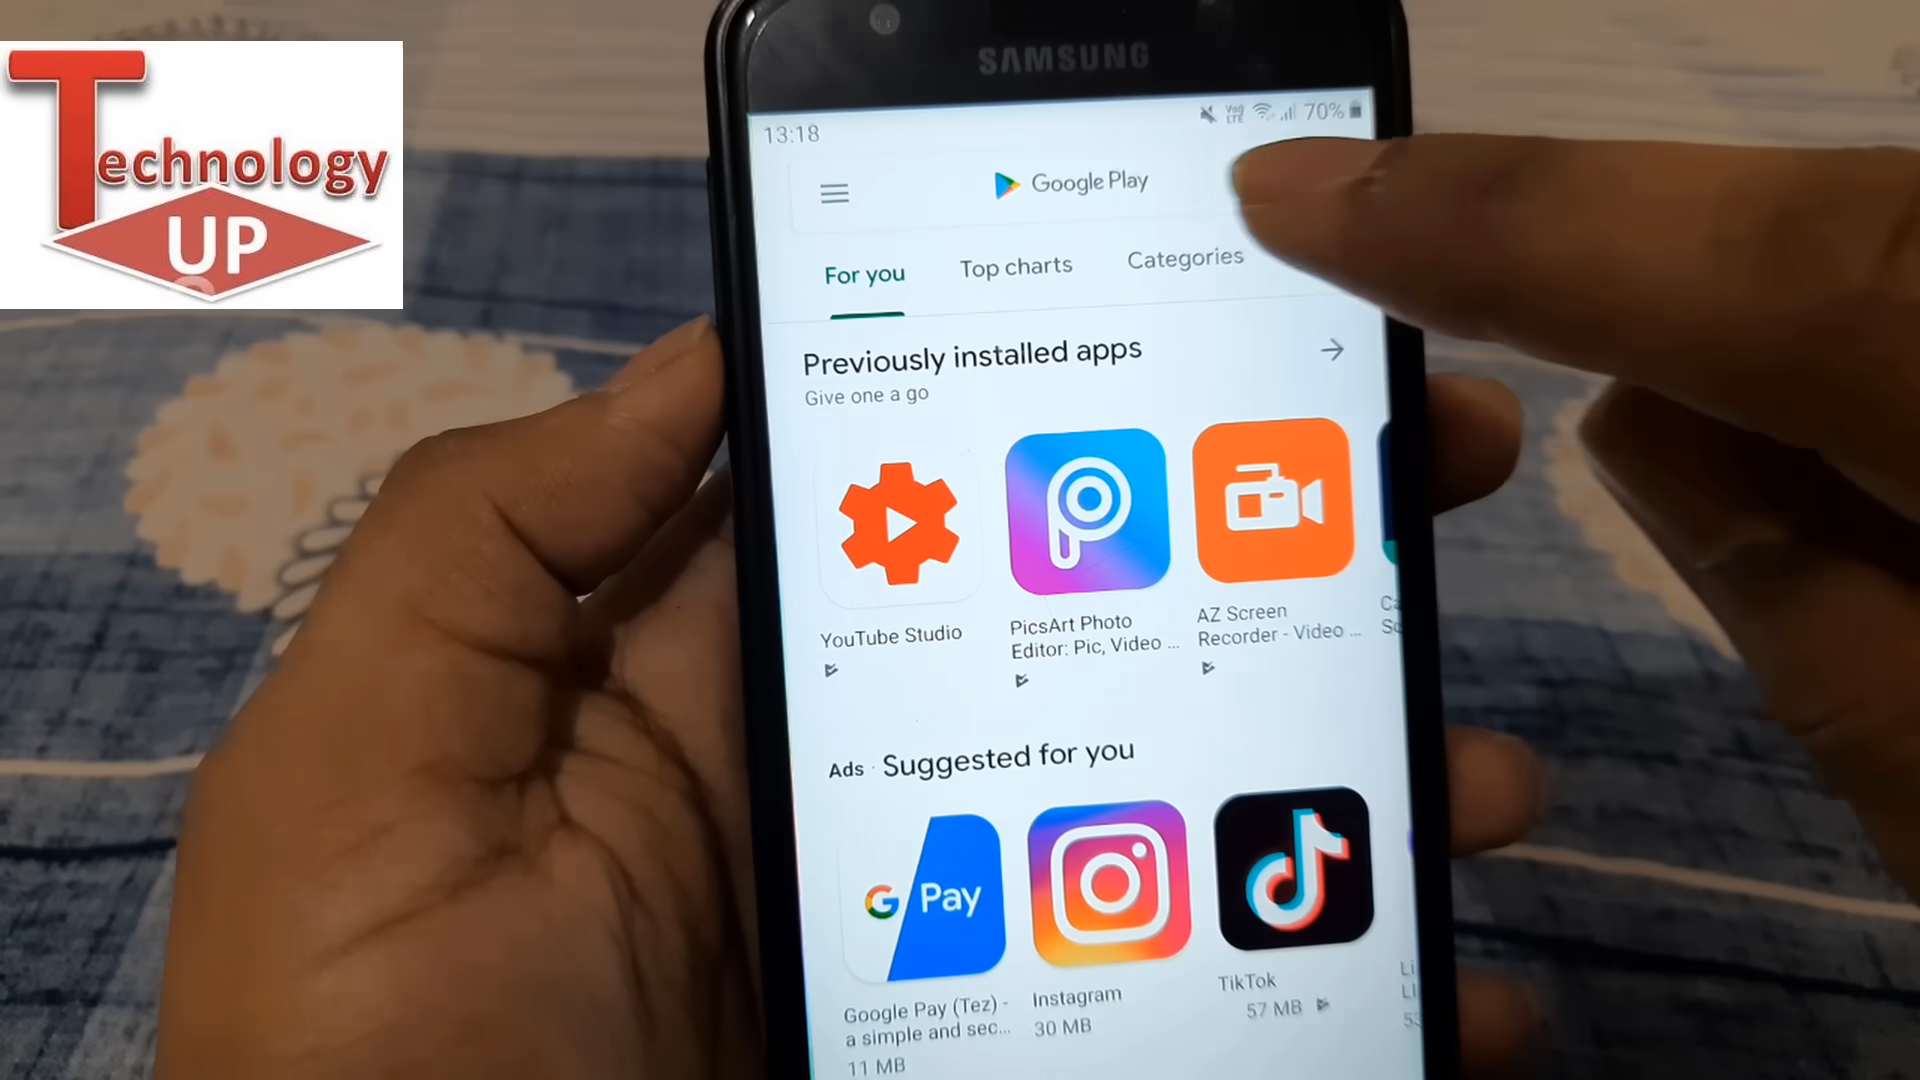 Technology
UP
SAMSUNG
13:18
Vo))
LTE
70%
Google Play
For you
Top charts
Categories
Previously installed apps
Give one a go
YouTube Studio
PicsArt Photo
Editor: Pic, Video ...
AZ Screen
Recorder - Video ...
Ads · Suggested for you
G Pay
Google Pay (Tez) -
a simple and sec...
11 MB
Instagram
30 MB
TikTok
57 MB